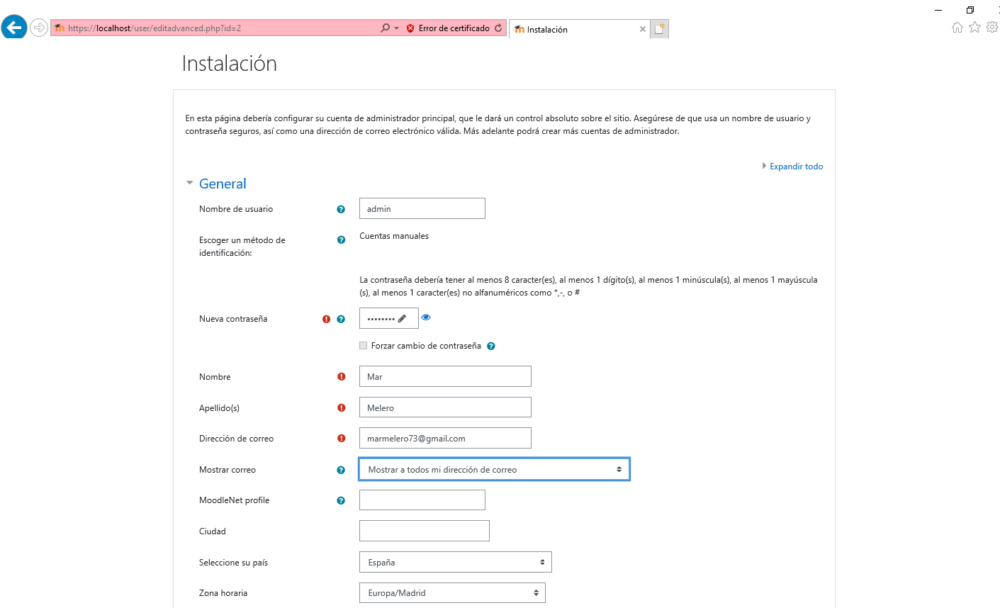 https://localhost/user/editadvanced.php?id=2 Error de certificado Instalación
Instalación
En esta página debería configurar su cuenta de administrador principal, que le dará un control absoluto sobre el sitio. Asegúrese de que usa un nombre de usuario y
contraseña seguros, así como una dirección de correo electrónico válida. Más adelante podrá crear más cuentas de administrador.
Expandir todo
General
Nombre de usuario admin
Escoger un método de Cuentas manuales
identificación:
La contraseña debería tener al menos 8 caracter(es), al menos 1 dígito(s), al menos 1 minúscula(s), al menos 1 mayúscula
(s), al menos 1 caracter(es) no alfanuméricos como *,-, o #
Nueva contraseña ••••••••
Forzar cambio de contraseña
Nombre Mar
Apellido(s) Melero
Dirección de correo marmelero73@gmail.com
Mostrar correo Mostrar a todos mi dirección de correo
MoodleNet profile
Ciudad
Seleccione su país España
Zona horaria Europa/Madrid